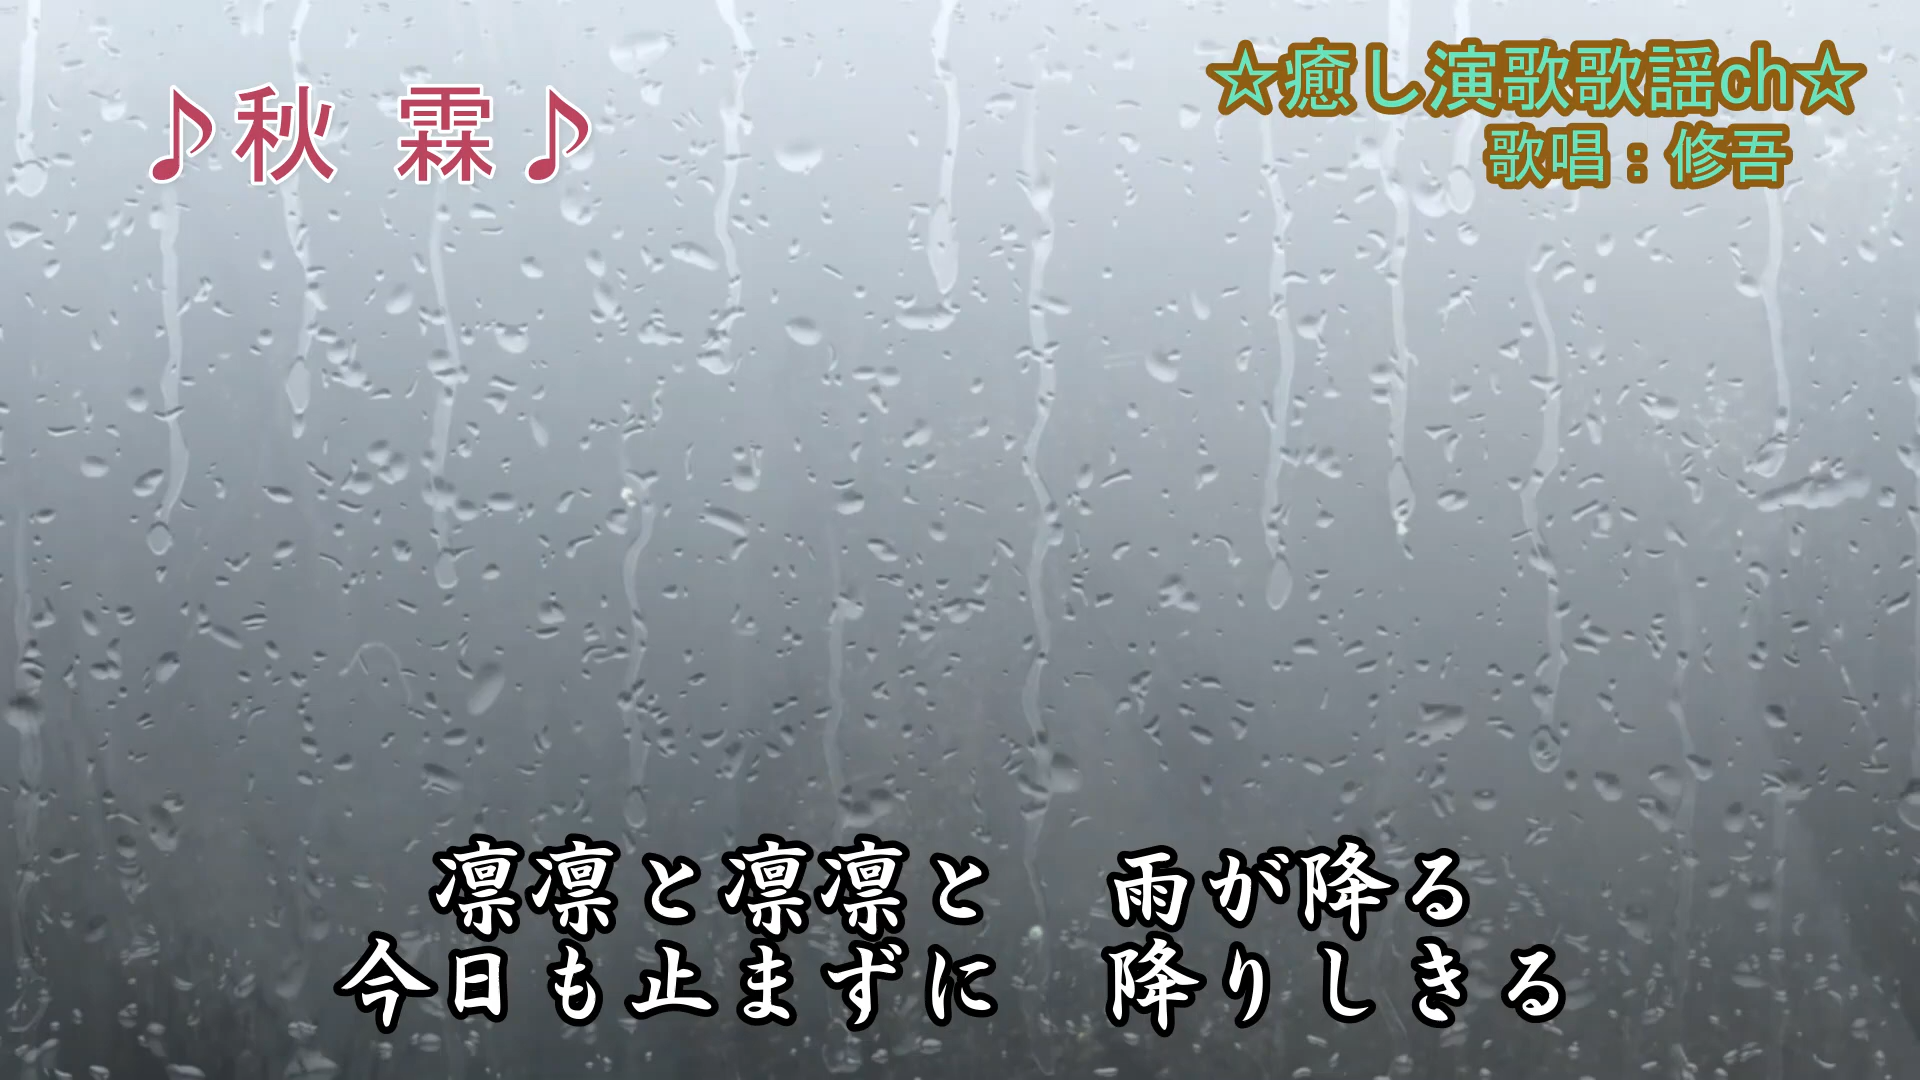 ♪秋 霖♪
☆癒し演歌歌謡ch☆
歌唱：修吾
凛凛と凛凛と　雨が降る
今日も止まずに　降りしきる